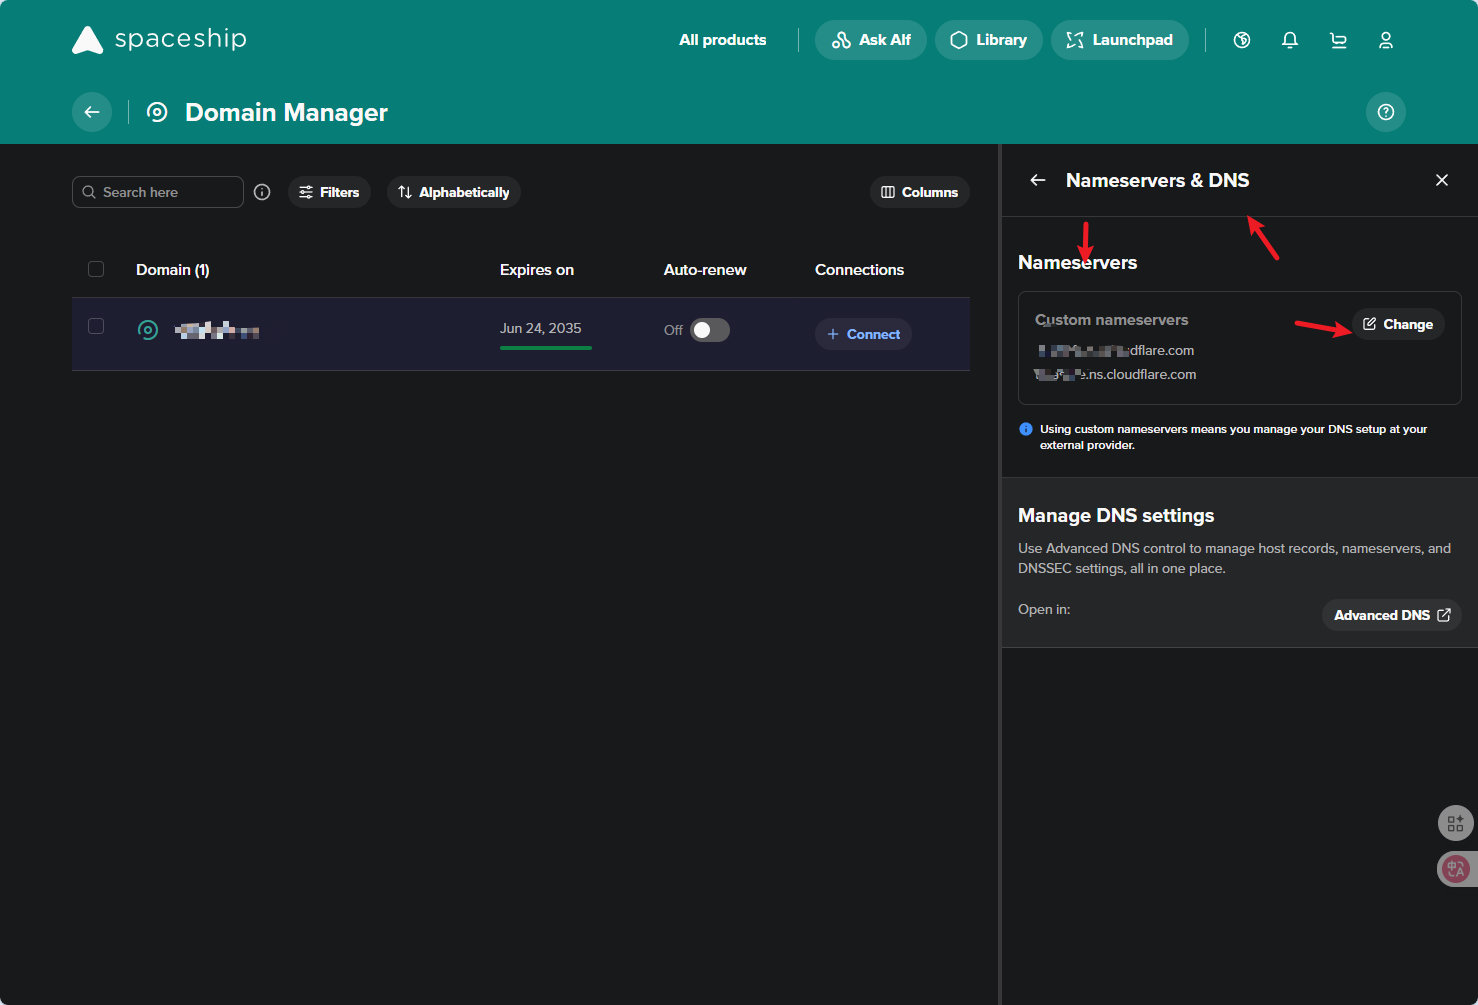 spaceship
All products
Ask Alf
Library
Launchpad
Domain Manager
Search here
Filters
Alphabetically
Columns
Domain (1)
Expires on
Auto-renew
Connections
Jun 24, 2035
Off
+ Connect
Nameservers & DNS
Nameservers
Custom nameservers
Change
dflare.com
e.ns.cloudflare.com
Using custom nameservers means you manage your DNS setup at your
external provider.
Manage DNS settings
Use Advanced DNS control to manage host records, nameservers, and
DNSSEC settings, all in one place.
Open in:
Advanced DNS